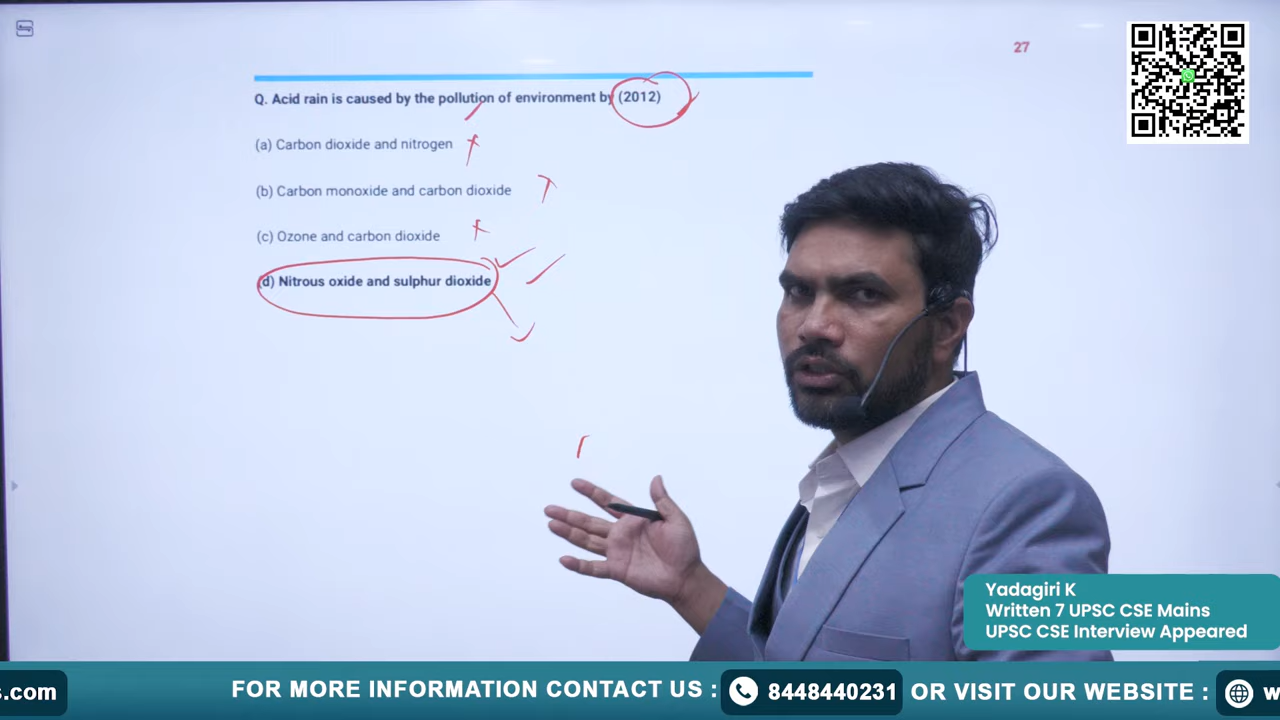 27
Q. Acid rain is caused by the pollution of environment by (2012)
(a) Carbon dioxide and nitrogen
(b) Carbon monoxide and carbon dioxide
(c) Ozone and carbon dioxide
(d) Nitrous oxide and sulphur dioxide
Yadagiri K
Written 7 UPSC CSE Mains
UPSC CSE Interview Appeared
s.com FOR MORE INFORMATION CONTACT US : 8448440231 OR VISIT OUR WEBSITE : w